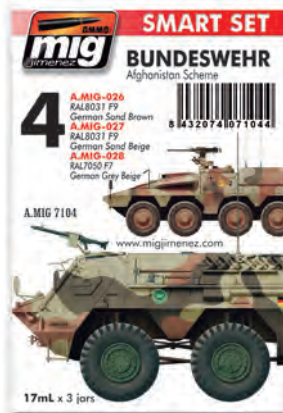 SMART SET
AMMO
mig
jimenez
BUNDESWEHR
Afghanistan Scheme
4
A.MIG-026
RAL8031 F9
German Sand Brown
A.MIG-027
RAL8031 F9
German Sand Beige
A.MIG-028
RAL7050 F7
German Grey Beige
8 432074 071044
A.MIG 7104
www.migjimenez.com
17mL x 3 jars